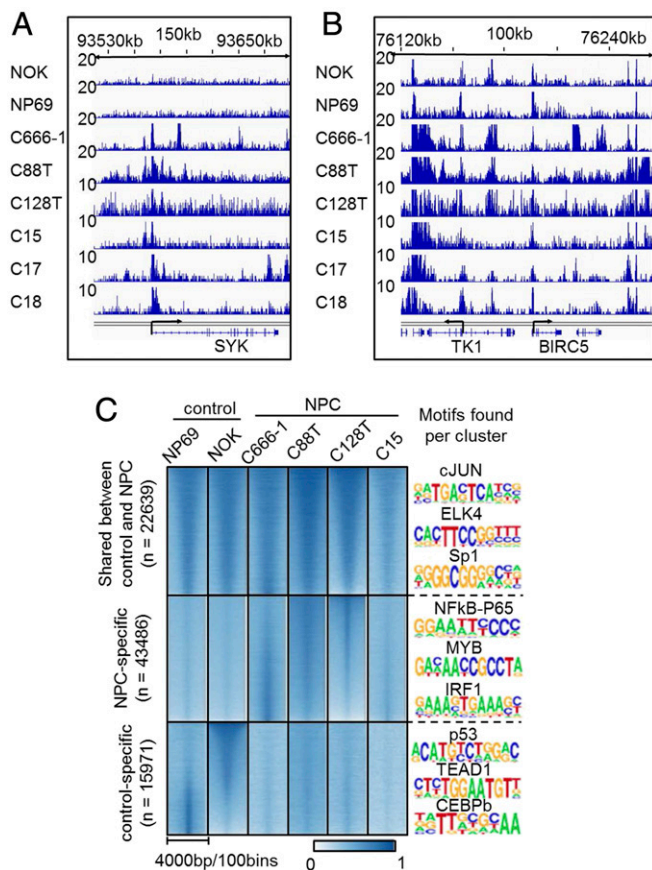 A
93530kb 150kb 93650kb
20
NOK
20
NP69
20
C666-1
20
C88T
10
C128T
10
C15
10
C17
10
C18
SYK
B
76120kb 100kb 76240kb
20
NOK
20
NP69
20
C666-1
20
C88T
10
C128T
10
C15
10
C17
10
C18
TK1 BIRC5
C
control NPC
NP69 NOK C666-1 C88T C128T C15
Motifs found
per cluster
Shared between
control and NPC
(n = 22639)
cJUN
ELK4
Sp1
NPC-specific
(n = 43486)
NFkB-P65
MYB
IRF1
control-specific
(n = 15971)
p53
TEAD1
CEBPb
4000bp/100bins
0 1